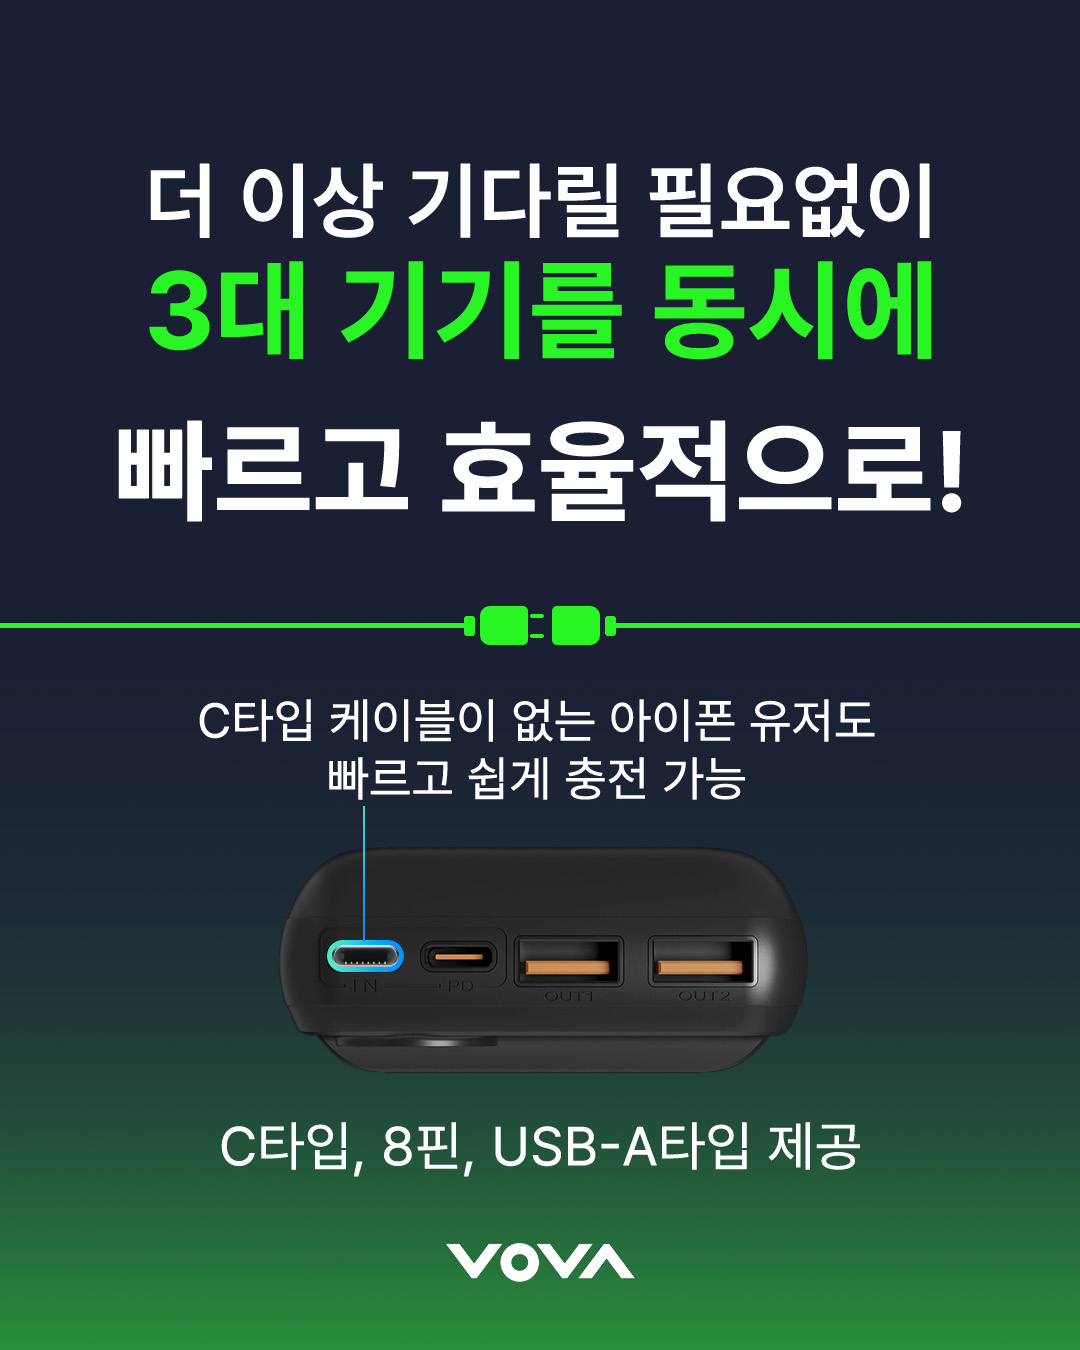 더 이상 기다릴 필요없이
3대 기기를 동시에
빠르고 효율적으로!
C타입 케이블이 없는 아이폰 유저도
빠르고 쉽게 충전 가능
IN PD OUT1 OUT2
C타입, 8핀, USB-A타입 제공
VOVA